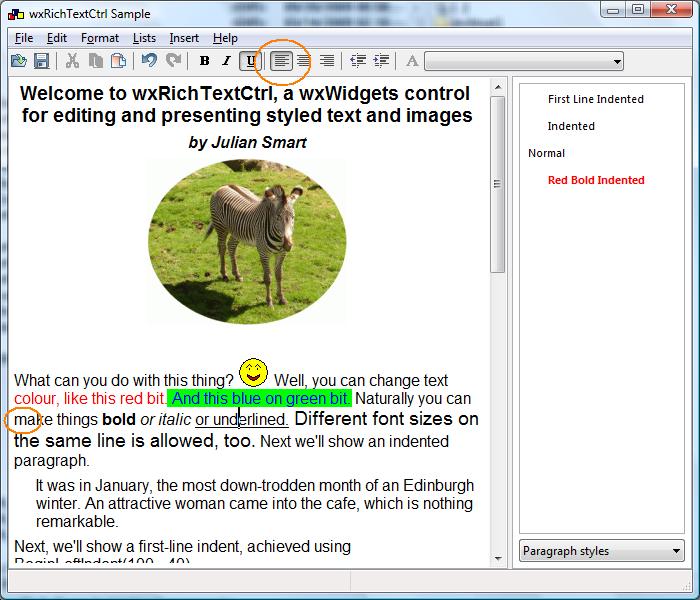 wxRichTextCtrl Sample
File Edit Format Lists Insert Help
B I U A
Welcome to wxRichTextCtrl, a wxWidgets control
for editing and presenting styled text and images
by Julian Smart
What can you do with this thing? Well, you can change text
colour, like this red bit. And this blue on green bit. Naturally you can
make things bold or italic or underlined. Different font sizes on
the same line is allowed, too. Next we'll show an indented
paragraph.
It was in January, the most down-trodden month of an Edinburgh
winter. An attractive woman came into the cafe, which is nothing
remarkable.
Next, we'll show a first-line indent, achieved using
BeginLeftIndent(100, -40).
First Line Indented
Indented
Normal
Red Bold Indented
Paragraph styles